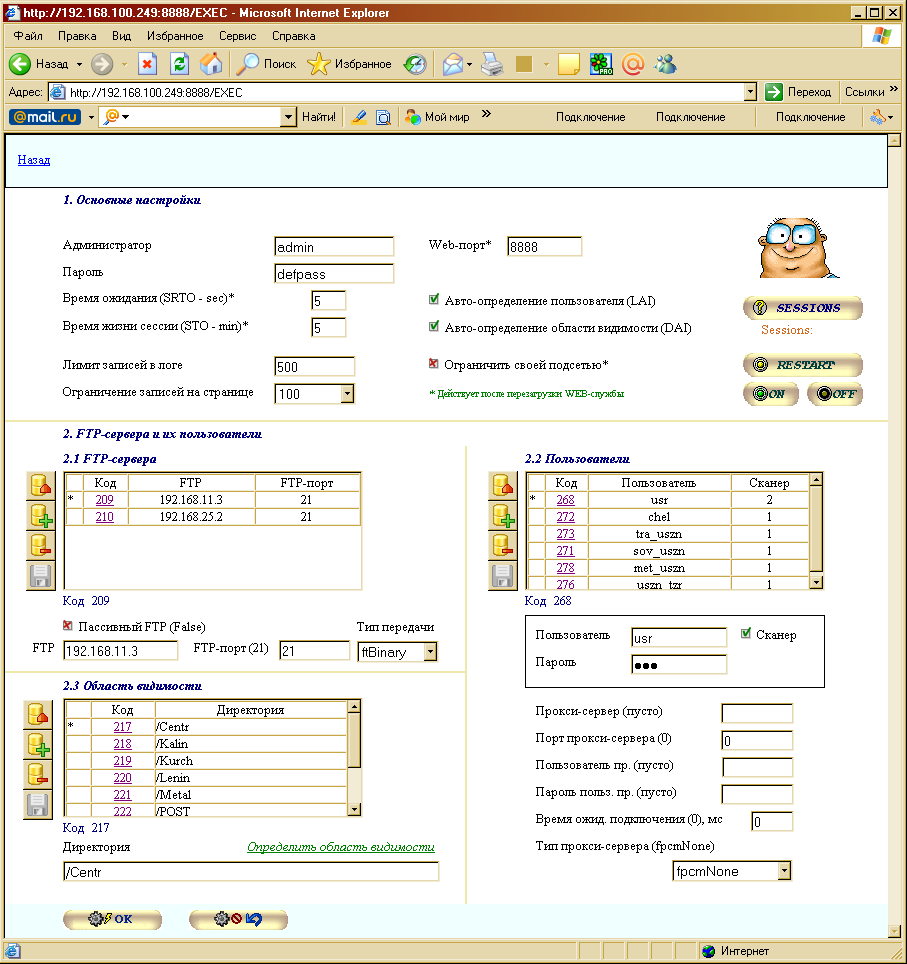 http://192.168.100.249:8888/EXEC - Microsoft Internet Explorer
Файл Правка Вид Избранное Сервис Справка
Назад Поиск Избранное PRO
Адрес: http://192.168.100.249:8888/EXEC Переход Ссылки »
@mail.ru @ Найти! Мой мир » Подключение Подключение Подключение
Назад
1. Основные настройки
Администратор admin Web-порт* 8888
Пароль defpass
Время ожидания (SRTO - sec)* 5 Авто-определение пользователя (LAI) SESSIONS
Время жизни сессии (STO - min)* 5 Авто-определение области видимости (DAI) Sessions:
Лимит записей в логе 500 Ограничить своей подсетью* RESTART
Ограничение записей на странице 100 * Действует после перезагрузки WEB-службы ON OFF
2. FTP-сервера и их пользователи
2.1 FTP-сервера
Код FTP FTP-порт
* 209 192.168.11.3 21
210 192.168.25.2 21
Код 209
Пассивный FTP (False) Тип передачи
FTP 192.168.11.3 FTP-порт (21) 21 ftBinary
2.2 Пользователи
Код Пользователь Сканер
* 268 usr 2
272 chel 1
273 tra_uszn 1
271 sov_uszn 1
278 met_uszn 1
276 uszn_tzr 1
Код 268
Пользователь usr Сканер
Пароль ●●●
Прокси-сервер (пусто)
Порт прокси-сервера (0) 0
Пользователь пр. (пусто)
Пароль польз. пр. (пусто)
Время ожид. подключения (0), мс 0
Тип прокси-сервера (fpcmNone)
fpcmNone
2.3 Область видимости
Код Директория
* 217 /Centr
218 /Kalin
219 /Kurch
220 /Lenin
221 /Metal
222 /POST
Код 217
Директория Определить область видимости
/Centr
OK
Интернет